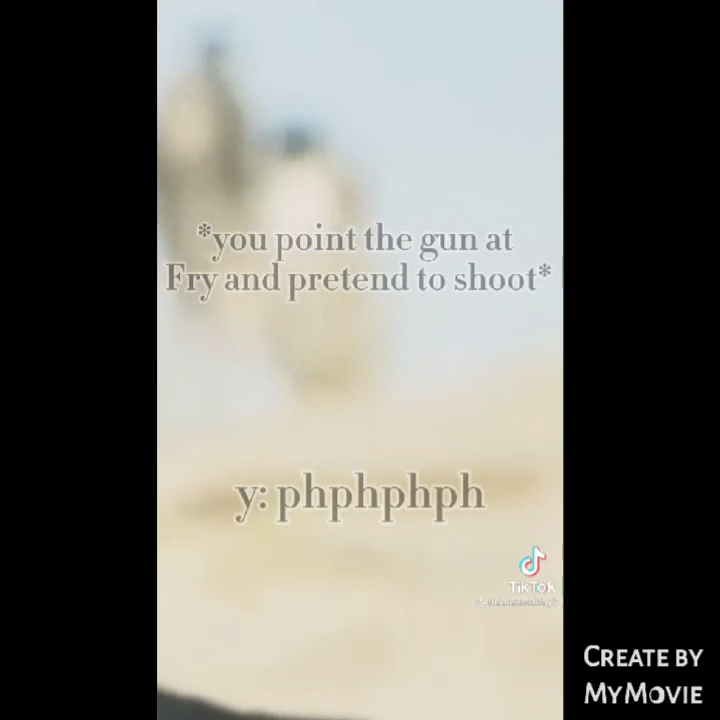 *you point the gun at
Fry and pretend to shoot*
y: phphphph
TikTok
CREATE BY
MYMOVIE